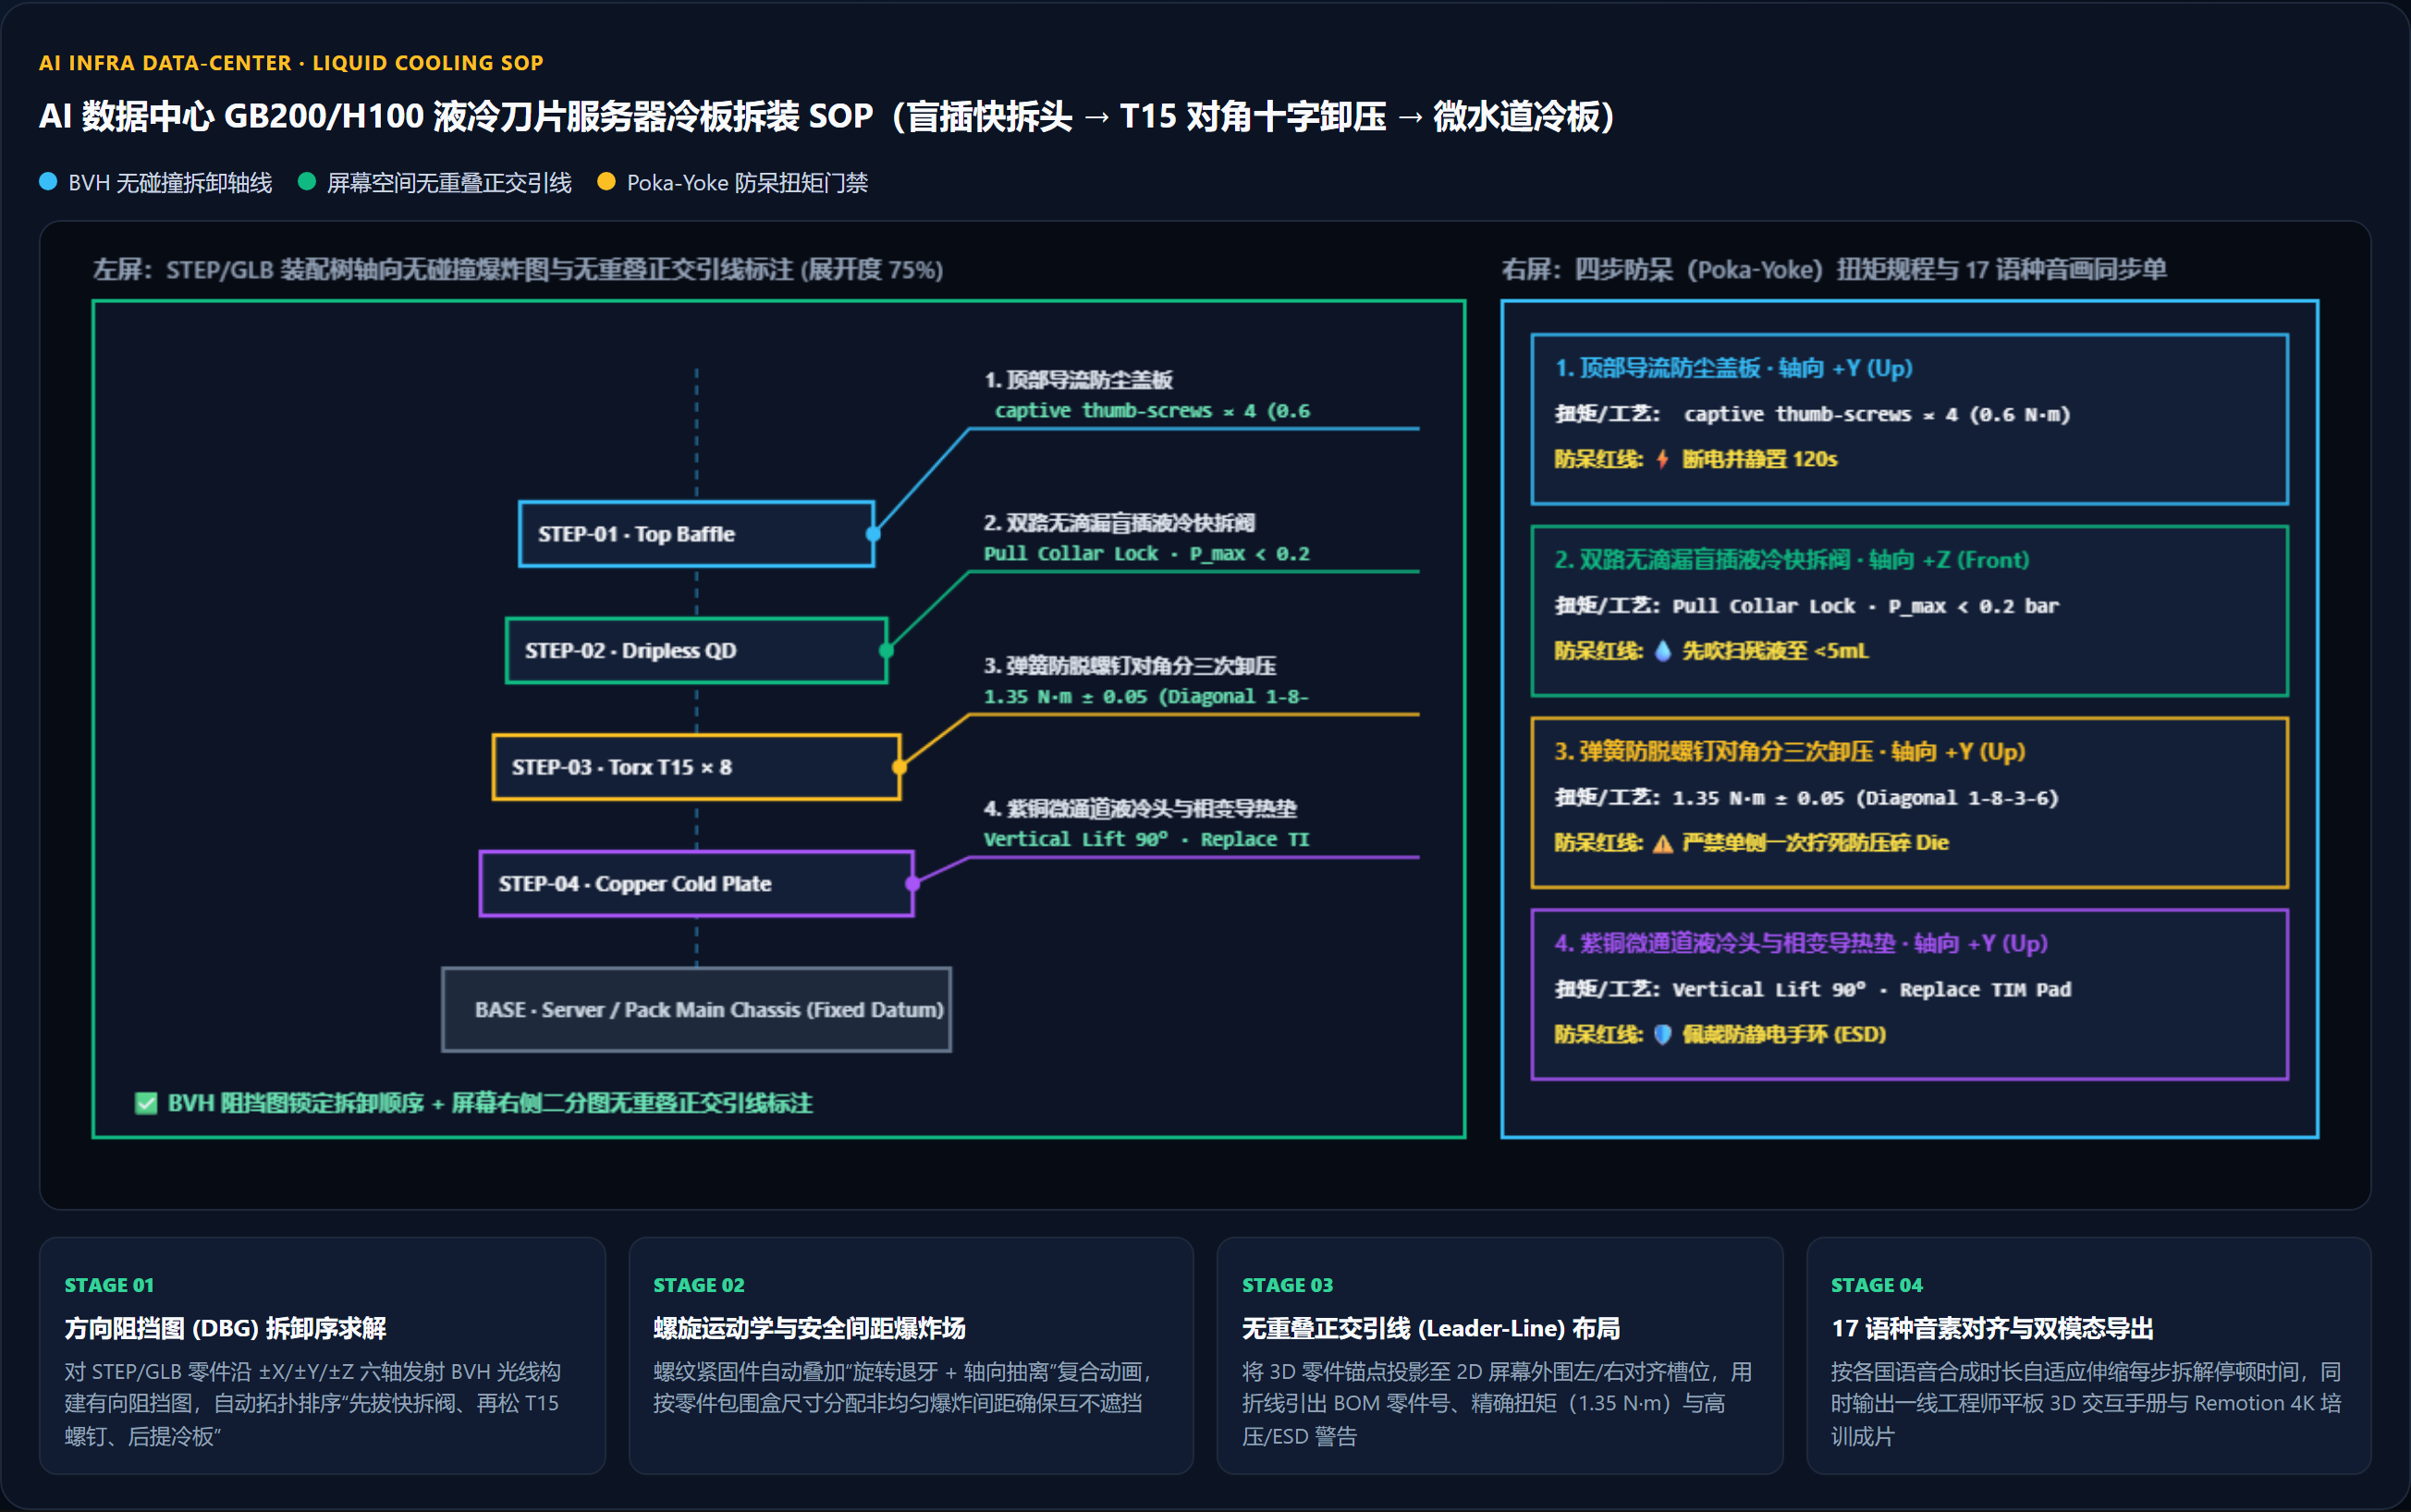 AI INFRA DATA-CENTER · LIQUID COOLING SOP
AI 数据中心 GB200/H100 液冷刀片服务器冷板拆装 SOP（盲插快拆头 → T15 对角十字卸压 → 微水道冷板）
BVH 无碰撞拆卸轴线
屏幕空间无重叠正交引线
Poka-Yoke 防呆扭矩门禁
左屏：STEP/GLB 装配树轴向无碰撞爆炸图与无重叠正交引线标注 (展开度 75%)
1. 顶部导流防尘盖板
captive thumb-screws × 4 (0.6
STEP-01 · Top Baffle
2. 双路无滴漏盲插液冷快拆阀
Pull Collar Lock · P_max < 0.2
STEP-02 · Dripless QD
3. 弹簧防脱螺钉对角分三次卸压
1.35 N·m ± 0.05 (Diagonal 1-8-
STEP-03 · Torx T15 × 8
4. 紫铜微通道液冷头与相变导热垫
Vertical Lift 90° · Replace TI
STEP-04 · Copper Cold Plate
BASE · Server / Pack Main Chassis (Fixed Datum)
✅ BVH 阻挡图锁定拆卸顺序 + 屏幕右侧二分图无重叠正交引线标注
右屏：四步防呆（Poka-Yoke）扭矩规程与 17 语种音画同步单
1. 顶部导流防尘盖板 · 轴向 +Y (Up)
扭矩/工艺: captive thumb-screws × 4 (0.6 N·m)
防呆红线: ⚡ 断电并静置 120s
2. 双路无滴漏盲插液冷快拆阀 · 轴向 +Z (Front)
扭矩/工艺: Pull Collar Lock · P_max < 0.2 bar
防呆红线: 💧 先吹扫残液至 <5mL
3. 弹簧防脱螺钉对角分三次卸压 · 轴向 +Y (Up)
扭矩/工艺: 1.35 N·m ± 0.05 (Diagonal 1-8-3-6)
防呆红线: ⚠️ 严禁单侧一次拧死防压碎 Die
4. 紫铜微通道液冷头与相变导热垫 · 轴向 +Y (Up)
扭矩/工艺: Vertical Lift 90° · Replace TIM Pad
防呆红线: 🛡️ 佩戴防静电手环 (ESD)
STAGE 01
方向阻挡图 (DBG) 拆卸序求解
对 STEP/GLB 零件沿 ±X/±Y/±Z 六轴发射 BVH 光线构
建有向阻挡图，自动拓扑排序“先拔快拆阀、再松 T15
螺钉、后提冷板”
STAGE 02
螺旋运动学与安全间距爆炸场
螺纹紧固件自动叠加“旋转退牙 + 轴向抽离”复合动画，
按零件包围盒尺寸分配非均匀爆炸间距确保互不遮挡
STAGE 03
无重叠正交引线 (Leader-Line) 布局
将 3D 零件锚点投影至 2D 屏幕外围左/右对齐槽位，用
折线引出 BOM 零件号、精确扭矩（1.35 N·m）与高
压/ESD 警告
STAGE 04
17 语种音素对齐与双模态导出
按各国语音合成时长自适应伸缩每步拆解停顿时间，同
时输出一线工程师平板 3D 交互手册与 Remotion 4K 培
训成片